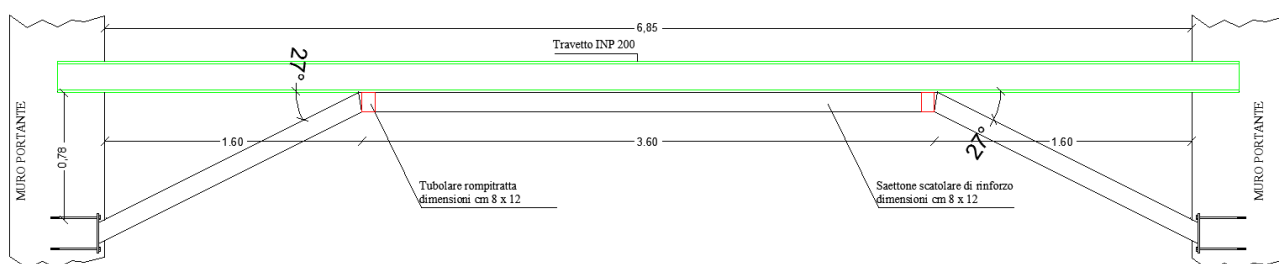 6,85
Travetto INP 200
27°
MURO PORTANTE
0,78
1.60
3.60
27°
1.60
MURO PORTANTE
Tubolare rompitratta
dimensioni cm 8 x 12
Saettone scatolare di rinforzo
dimensioni cm 8 x 12